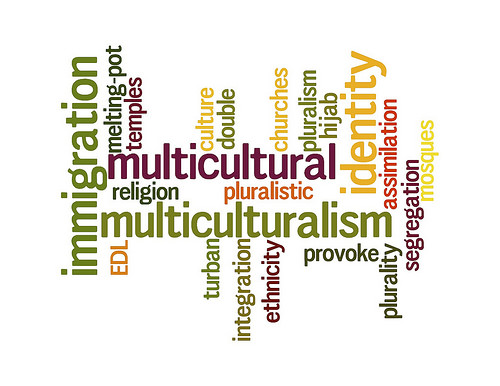 immigration
melting-pot
temples
culture
double
churches
pluralism
hijab
identity
assimilation
mosques
multicultural
religion
pluralistic
multiculturalism
segregation
EDL
turban
integration
ethnicity
provoke
plurality